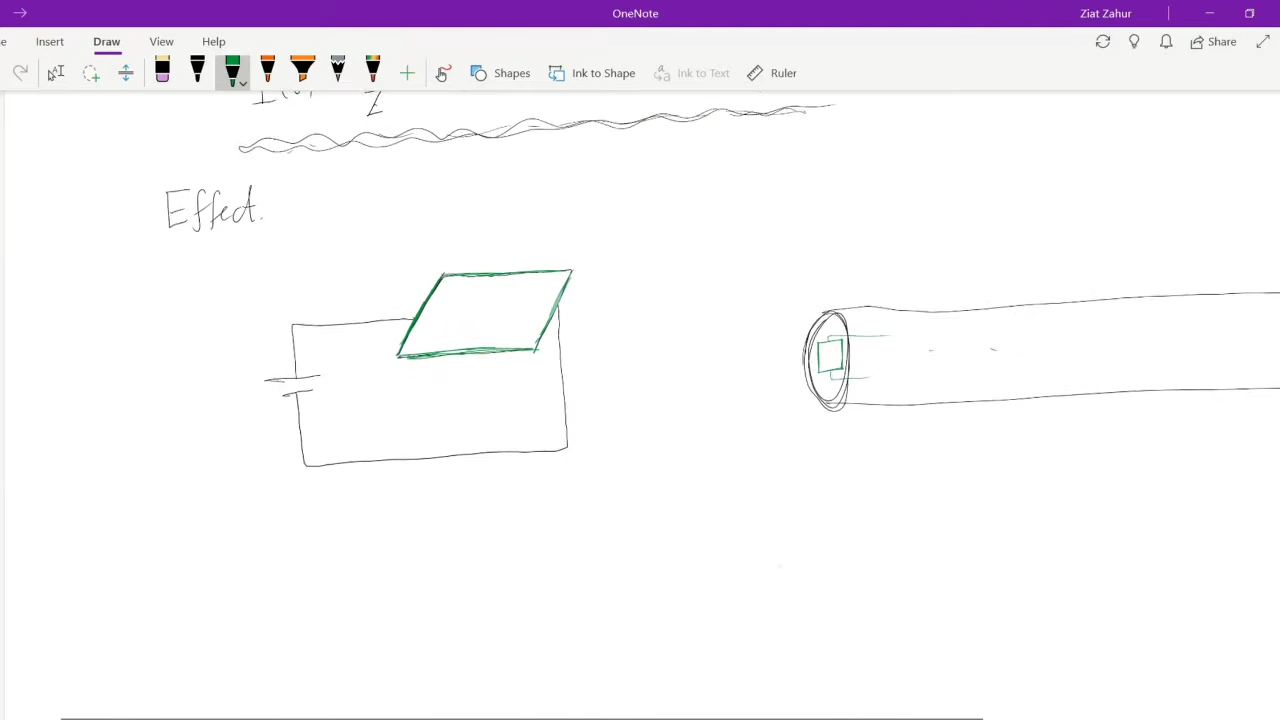 OneNote
Ziat Zahur
Insert Draw View Help
Share
Shapes Ink to Shape Ink to Text Ruler
Effect.